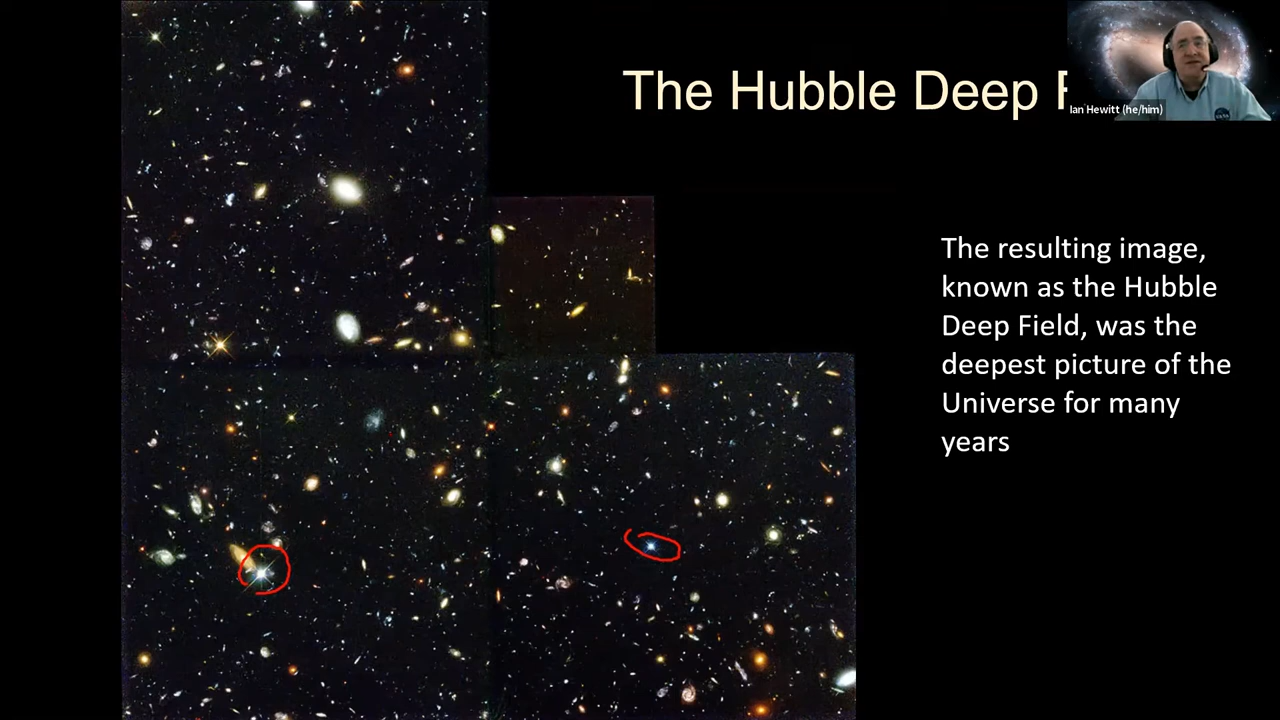 The Hubble Deep F
Ian Hewitt (he/him)
NASA
The resulting image,
known as the Hubble
Deep Field, was the
deepest picture of the
Universe for many
years